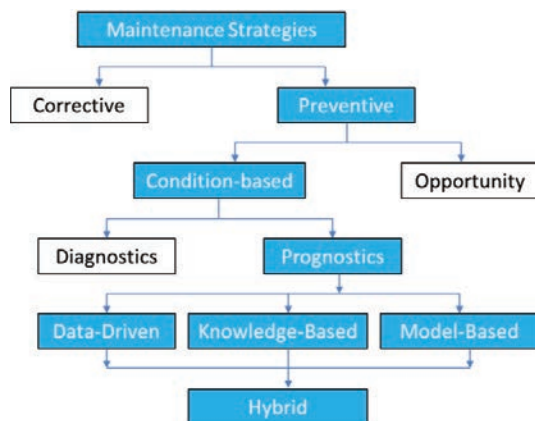 Maintenance Strategies
Corrective
Preventive
Condition-based
Opportunity
Diagnostics
Prognostics
Data-Driven
Knowledge-Based
Model-Based
Hybrid